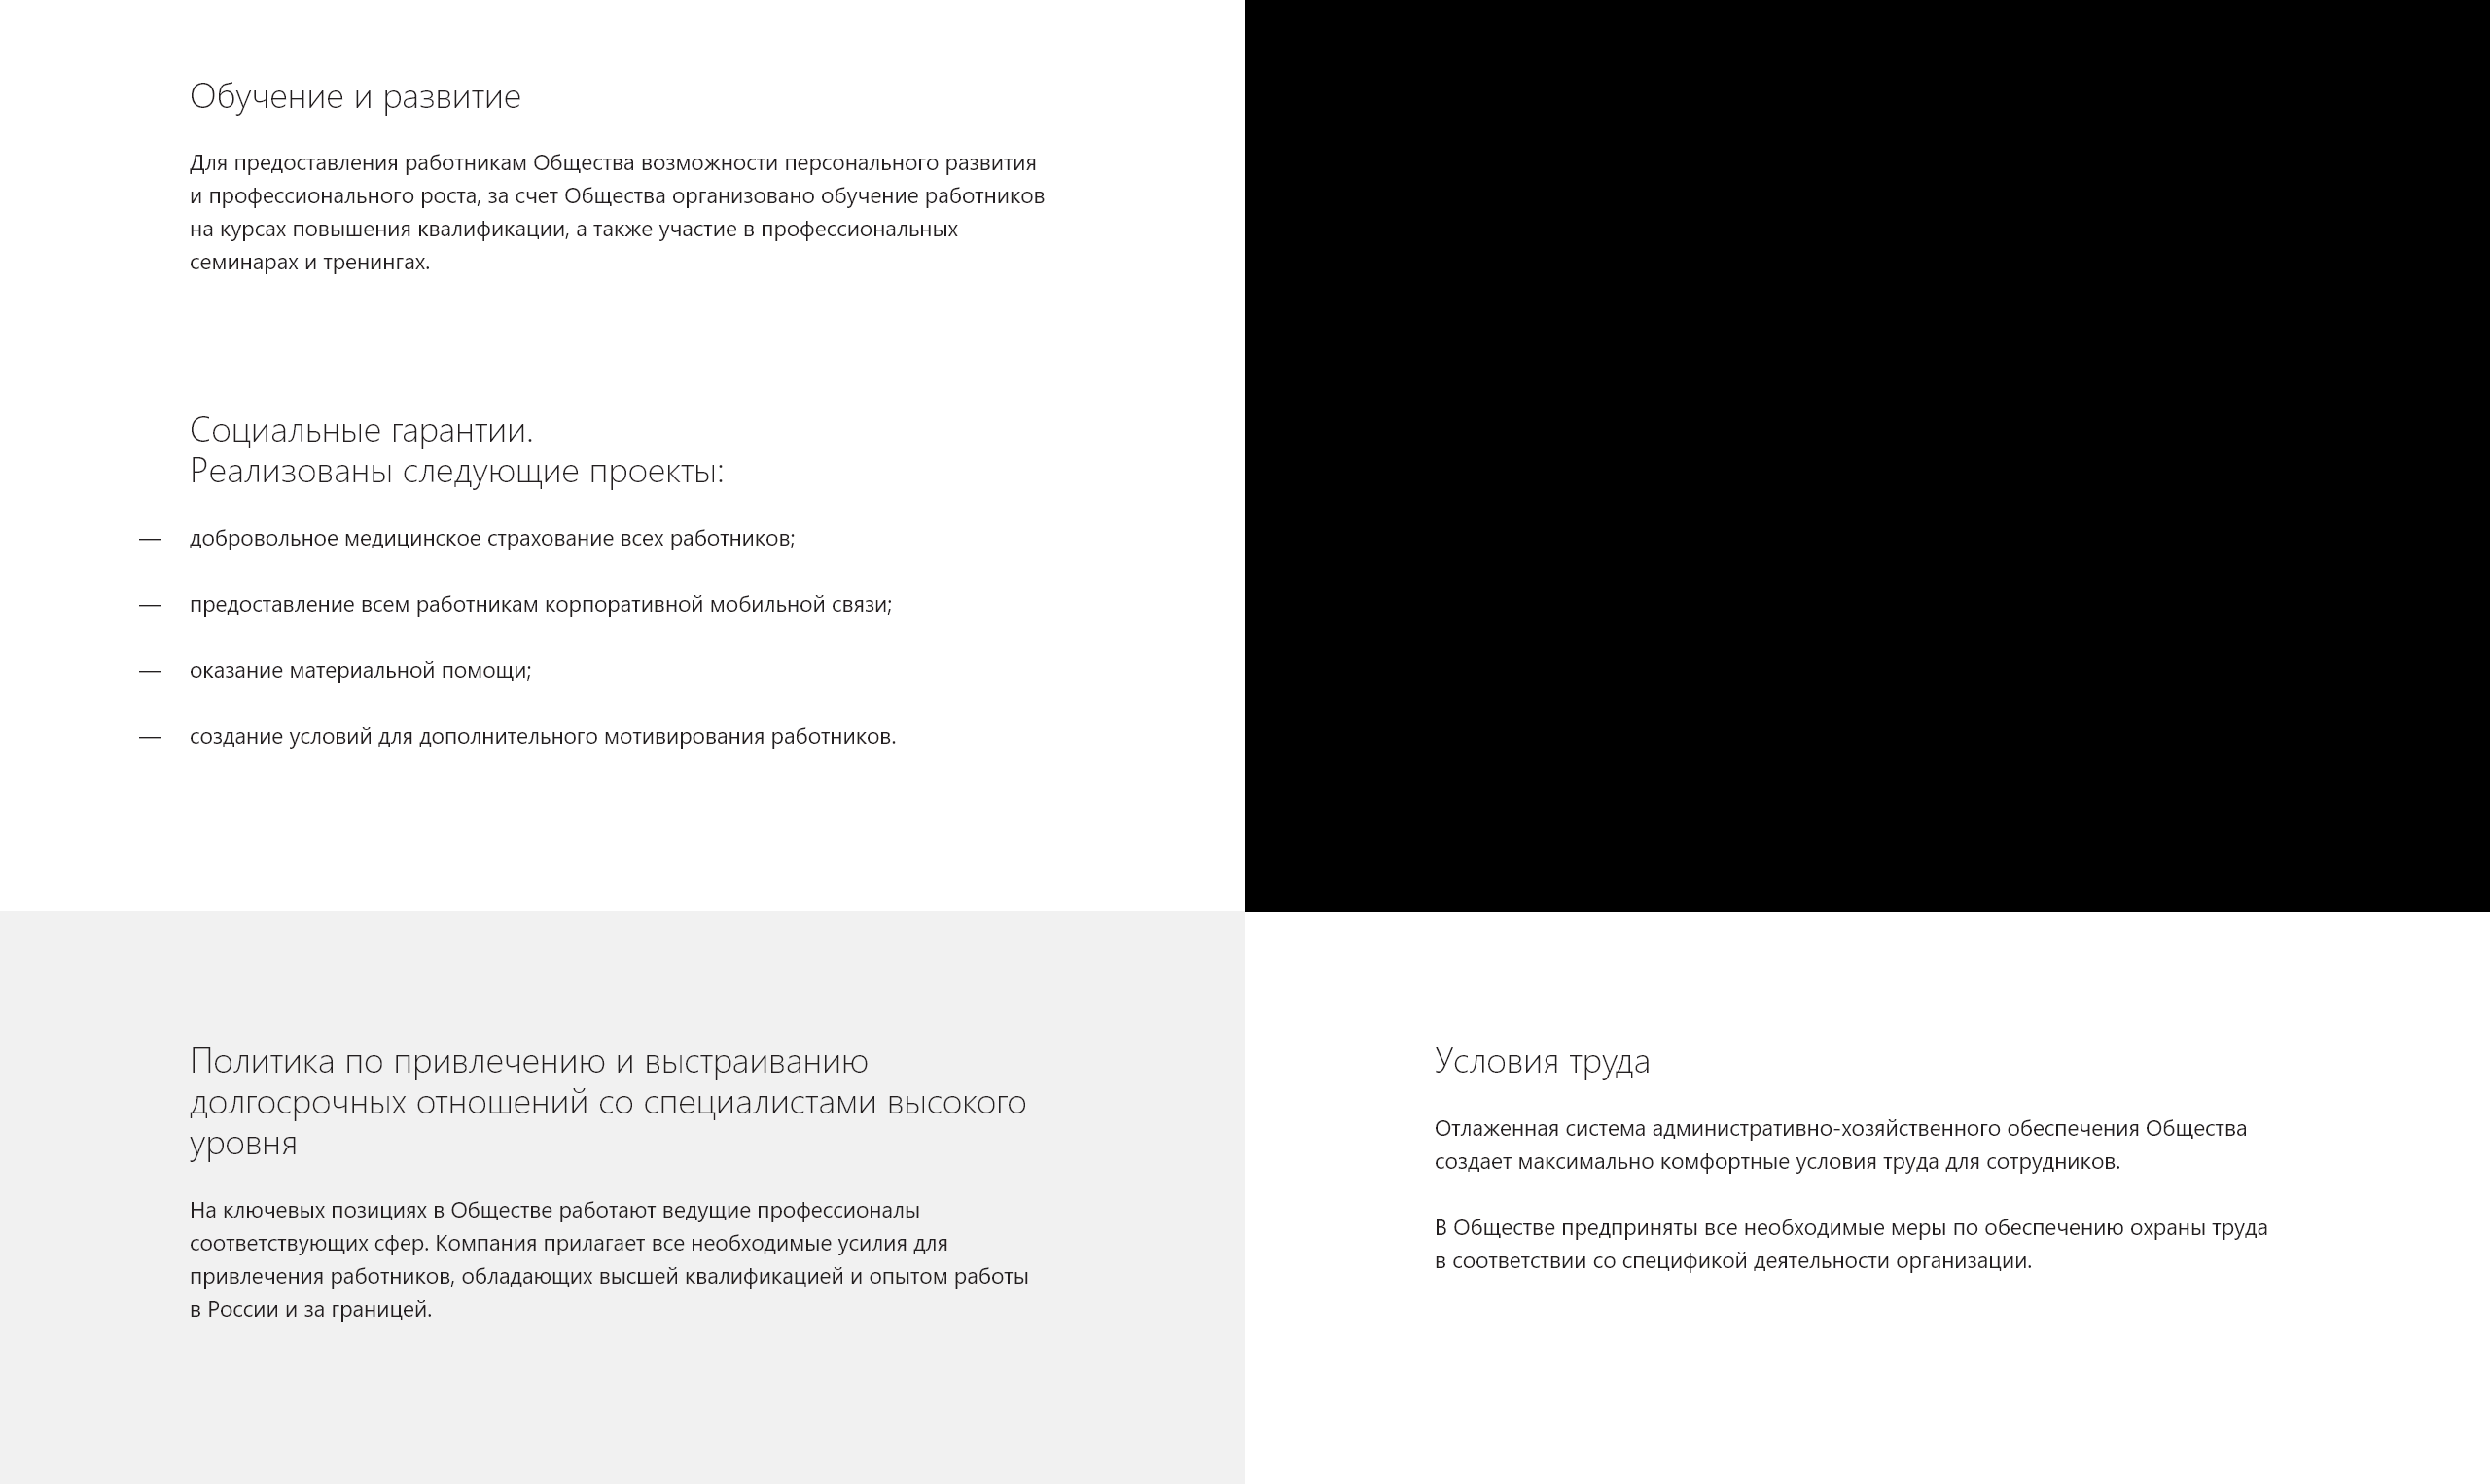 Обучение и развитие
Для предоставления работникам Общества возможности персонального развития
и профессионального роста, за счет Общества организовано обучение работников
на курсах повышения квалификации, а также участие в профессиональных
семинарах и тренингах.
Социальные гарантии.
Реализованы следующие проекты:
— добровольное медицинское страхование всех работников;
— предоставление всем работникам корпоративной мобильной связи;
— оказание материальной помощи;
— создание условий для дополнительного мотивирования работников.
Политика по привлечению и выстраиванию
долгосрочных отношений со специалистами высокого
уровня
На ключевых позициях в Обществе работают ведущие профессионалы
соответствующих сфер. Компания прилагает все необходимые усилия для
привлечения работников, обладающих высшей квалификацией и опытом работы
в России и за границей.
Условия труда
Отлаженная система административно-хозяйственного обеспечения Общества
создает максимально комфортные условия труда для сотрудников.
В Обществе предприняты все необходимые меры по обеспечению охраны труда
в соответствии со спецификой деятельности организации.